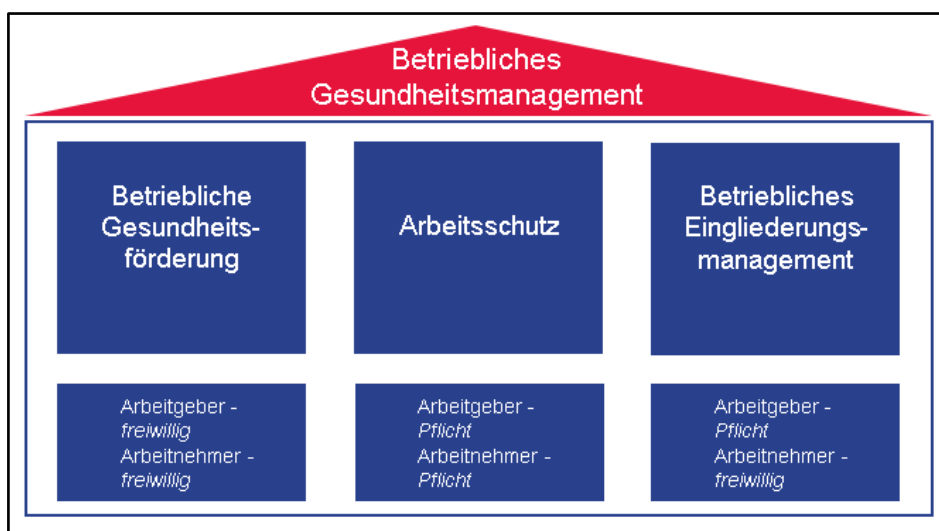 Betriebliches
Gesundheitsmanagement
Betriebliche
Gesundheits-
förderung
Arbeitsschutz
Betriebliches
Eingliederungs-
management
Arbeitgeber -
freiwillig
Arbeitnehmer -
freiwillig
Arbeitgeber -
Pflicht
Arbeitnehmer -
Pflicht
Arbeitgeber -
Pflicht
Arbeitnehmer -
freiwillig